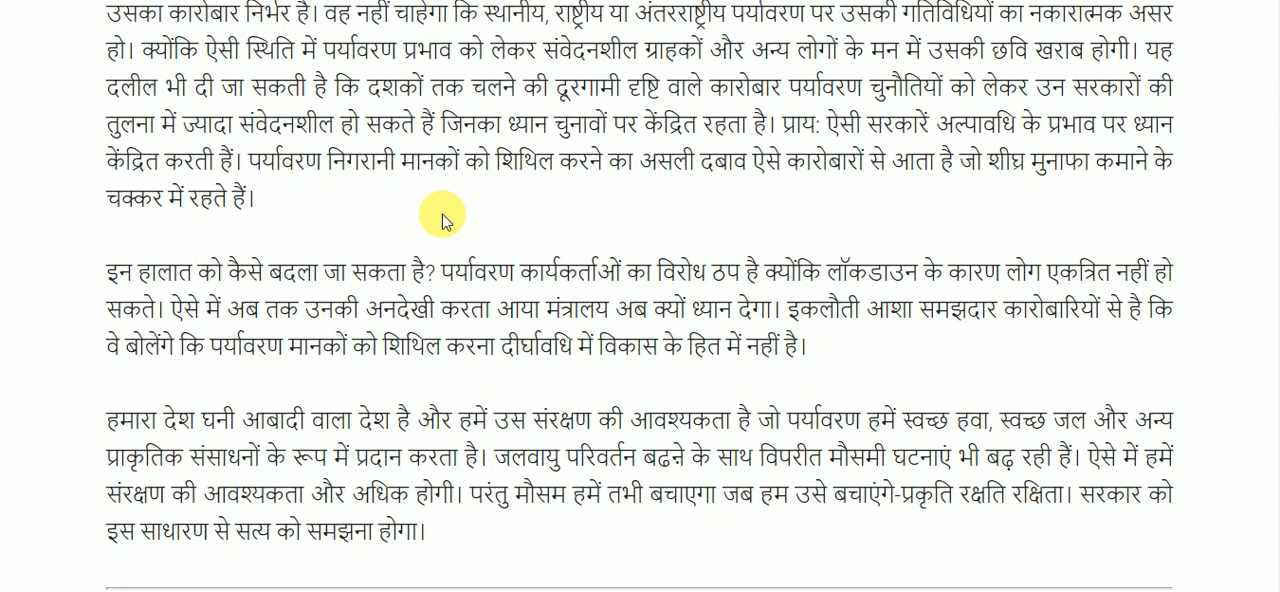 उसका कारोबार निर्भर है। वह नहीं चाहेगा कि स्थानीय, राष्ट्रीय या अंतरराष्ट्रीय पर्यावरण पर उसकी गतिविधियों का नकारात्मक असर
हो। क्योंकि ऐसी स्थिति में पर्यावरण प्रभाव को लेकर संवेदनशील ग्राहकों और अन्य लोगों के मन में उसकी छवि खराब होगी। यह
दलील भी दी जा सकती है कि दशकों तक चलने की दूरगामी दृष्टि वाले कारोबार पर्यावरण चुनौतियों को लेकर उन सरकारों की
तुलना में ज्यादा संवेदनशील हो सकते हैं जिनका ध्यान चुनावों पर केंद्रित रहता है। प्राय: ऐसी सरकारें अल्पावधि के प्रभाव पर ध्यान
केंद्रित करती हैं। पर्यावरण निगरानी मानकों को शिथिल करने का असली दबाव ऐसे कारोबारों से आता है जो शीघ्र मुनाफा कमाने के
चक्कर में रहते हैं।
इन हालात को कैसे बदला जा सकता है? पर्यावरण कार्यकर्ताओं का विरोध ठप है क्योंकि लॉकडाउन के कारण लोग एकत्रित नहीं हो
सकते। ऐसे में अब तक उनकी अनदेखी करता आया मंत्रालय अब क्यों ध्यान देगा। इकलौती आशा समझदार कारोबारियों से है कि
वे बोलेंगे कि पर्यावरण मानकों को शिथिल करना दीर्घावधि में विकास के हित में नहीं है।
हमारा देश घनी आबादी वाला देश है और हमें उस संरक्षण की आवश्यकता है जो पर्यावरण हमें स्वच्छ हवा, स्वच्छ जल और अन्य
प्राकृतिक संसाधनों के रूप में प्रदान करता है। जलवायु परिवर्तन बढऩे के साथ विपरीत मौसमी घटनाएं भी बढ़ रही हैं। ऐसे में हमें
संरक्षण की आवश्यकता और अधिक होगी। परंतु मौसम हमें तभी बचाएगा जब हम उसे बचाएंगे-प्रकृति रक्षति रक्षिता। सरकार को
इस साधारण से सत्य को समझना होगा।